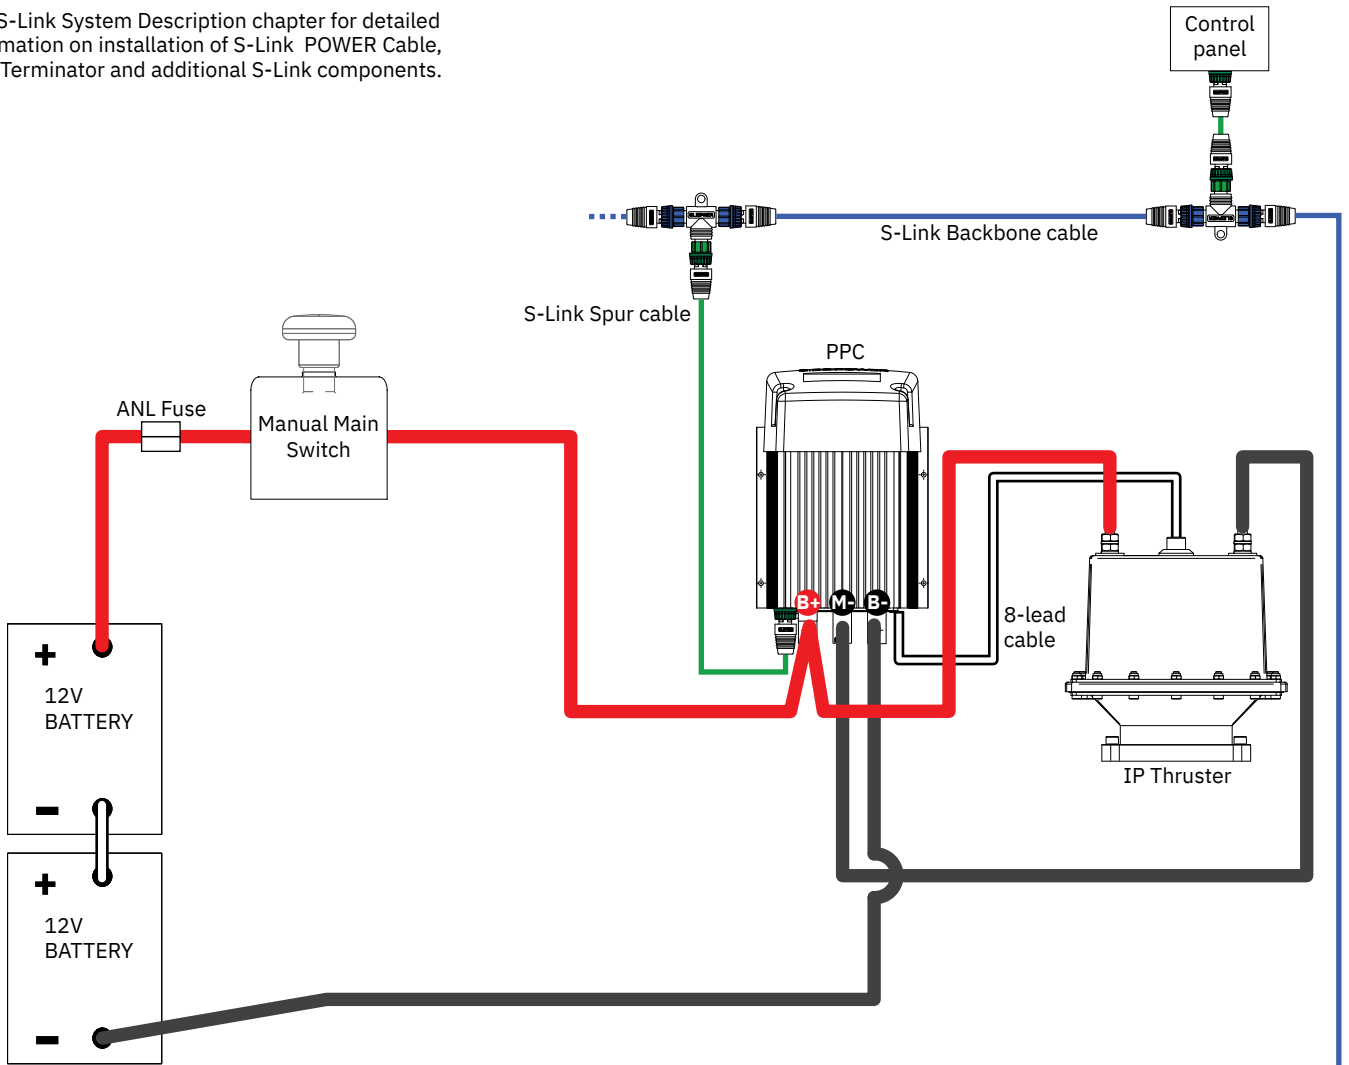 S-Link System Description chapter for detailed
mation on installation of S-Link POWER Cable,
Terminator and additional S-Link components.
Control
panel
S-Link Backbone cable
S-Link Spur cable
PPC
ANL Fuse
Manual Main
Switch
B+ M- B-
8-lead
cable
+
12V
BATTERY
-
IP Thruster
+
12V
BATTERY
-